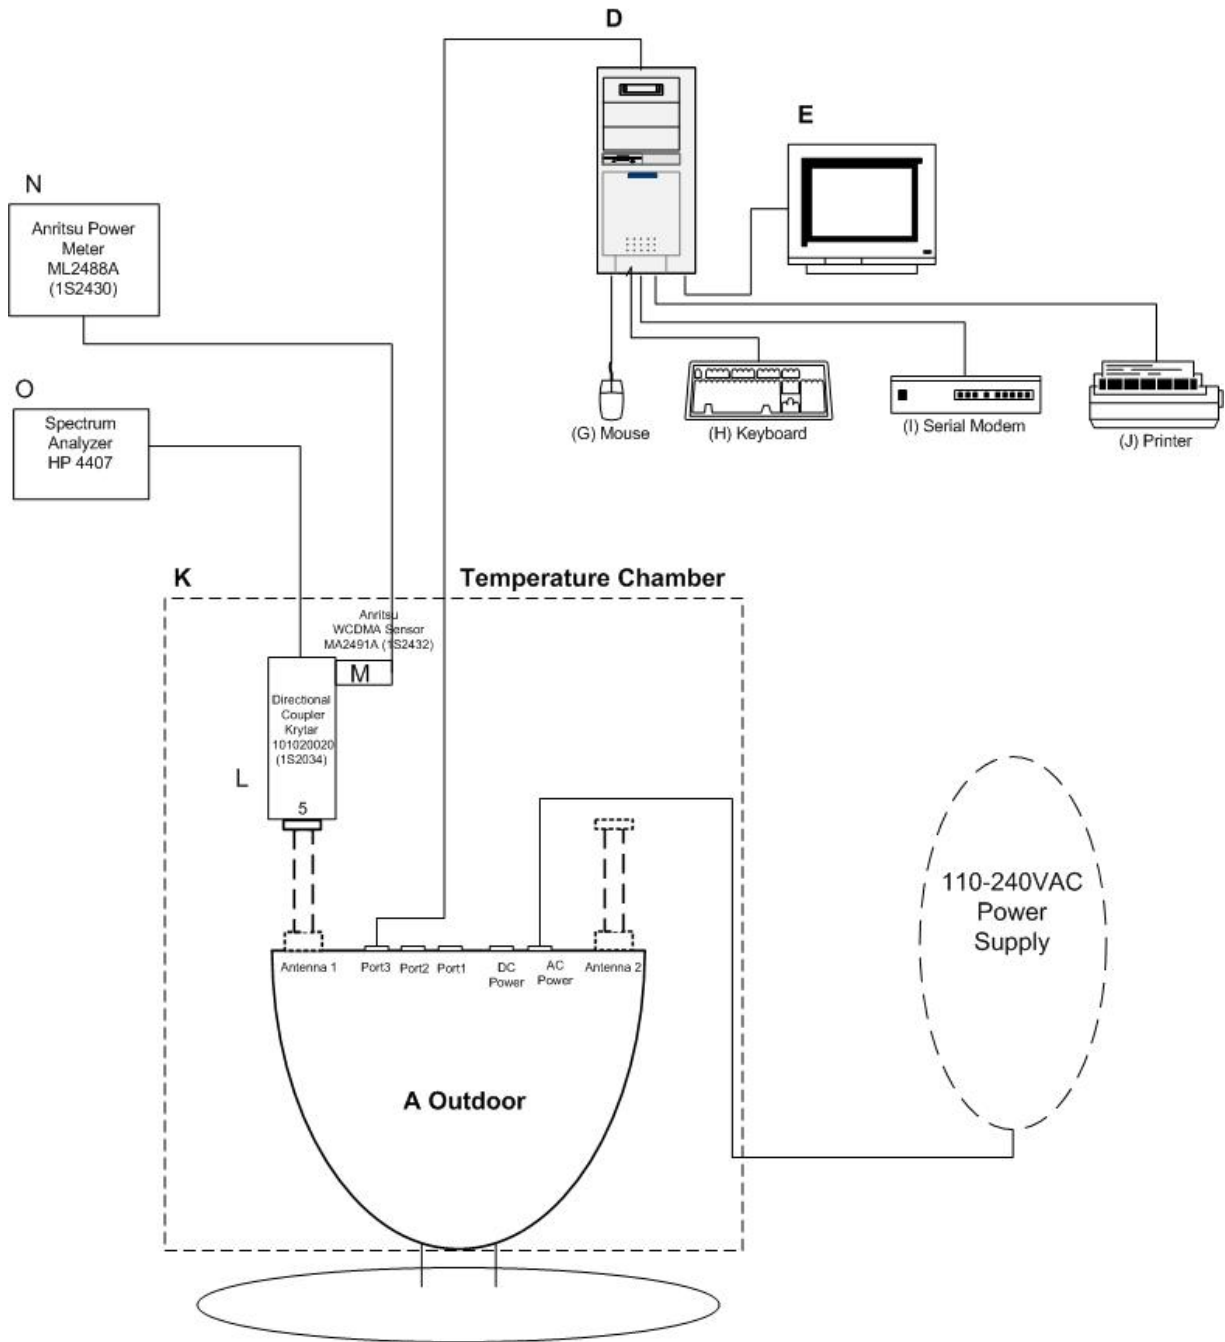 D
E
N
Anritsu Power
Meter
ML2488A
(1S2430)
O
Spectrum
Analyzer
HP 4407
(G) Mouse
(H) Keyboard
(I) Serial Modem
(J) Printer
K
Temperature Chamber
Anritsu
WCDMA Sensor
MA2491A (1S2432)
M
Directional
Coupler
Krytar
101020020
(1S2034)
L
5
110-240VAC
Power
Supply
Antenna 1
Port3
Port2
Port1
DC
Power
AC
Power
Antenna 2
A Outdoor